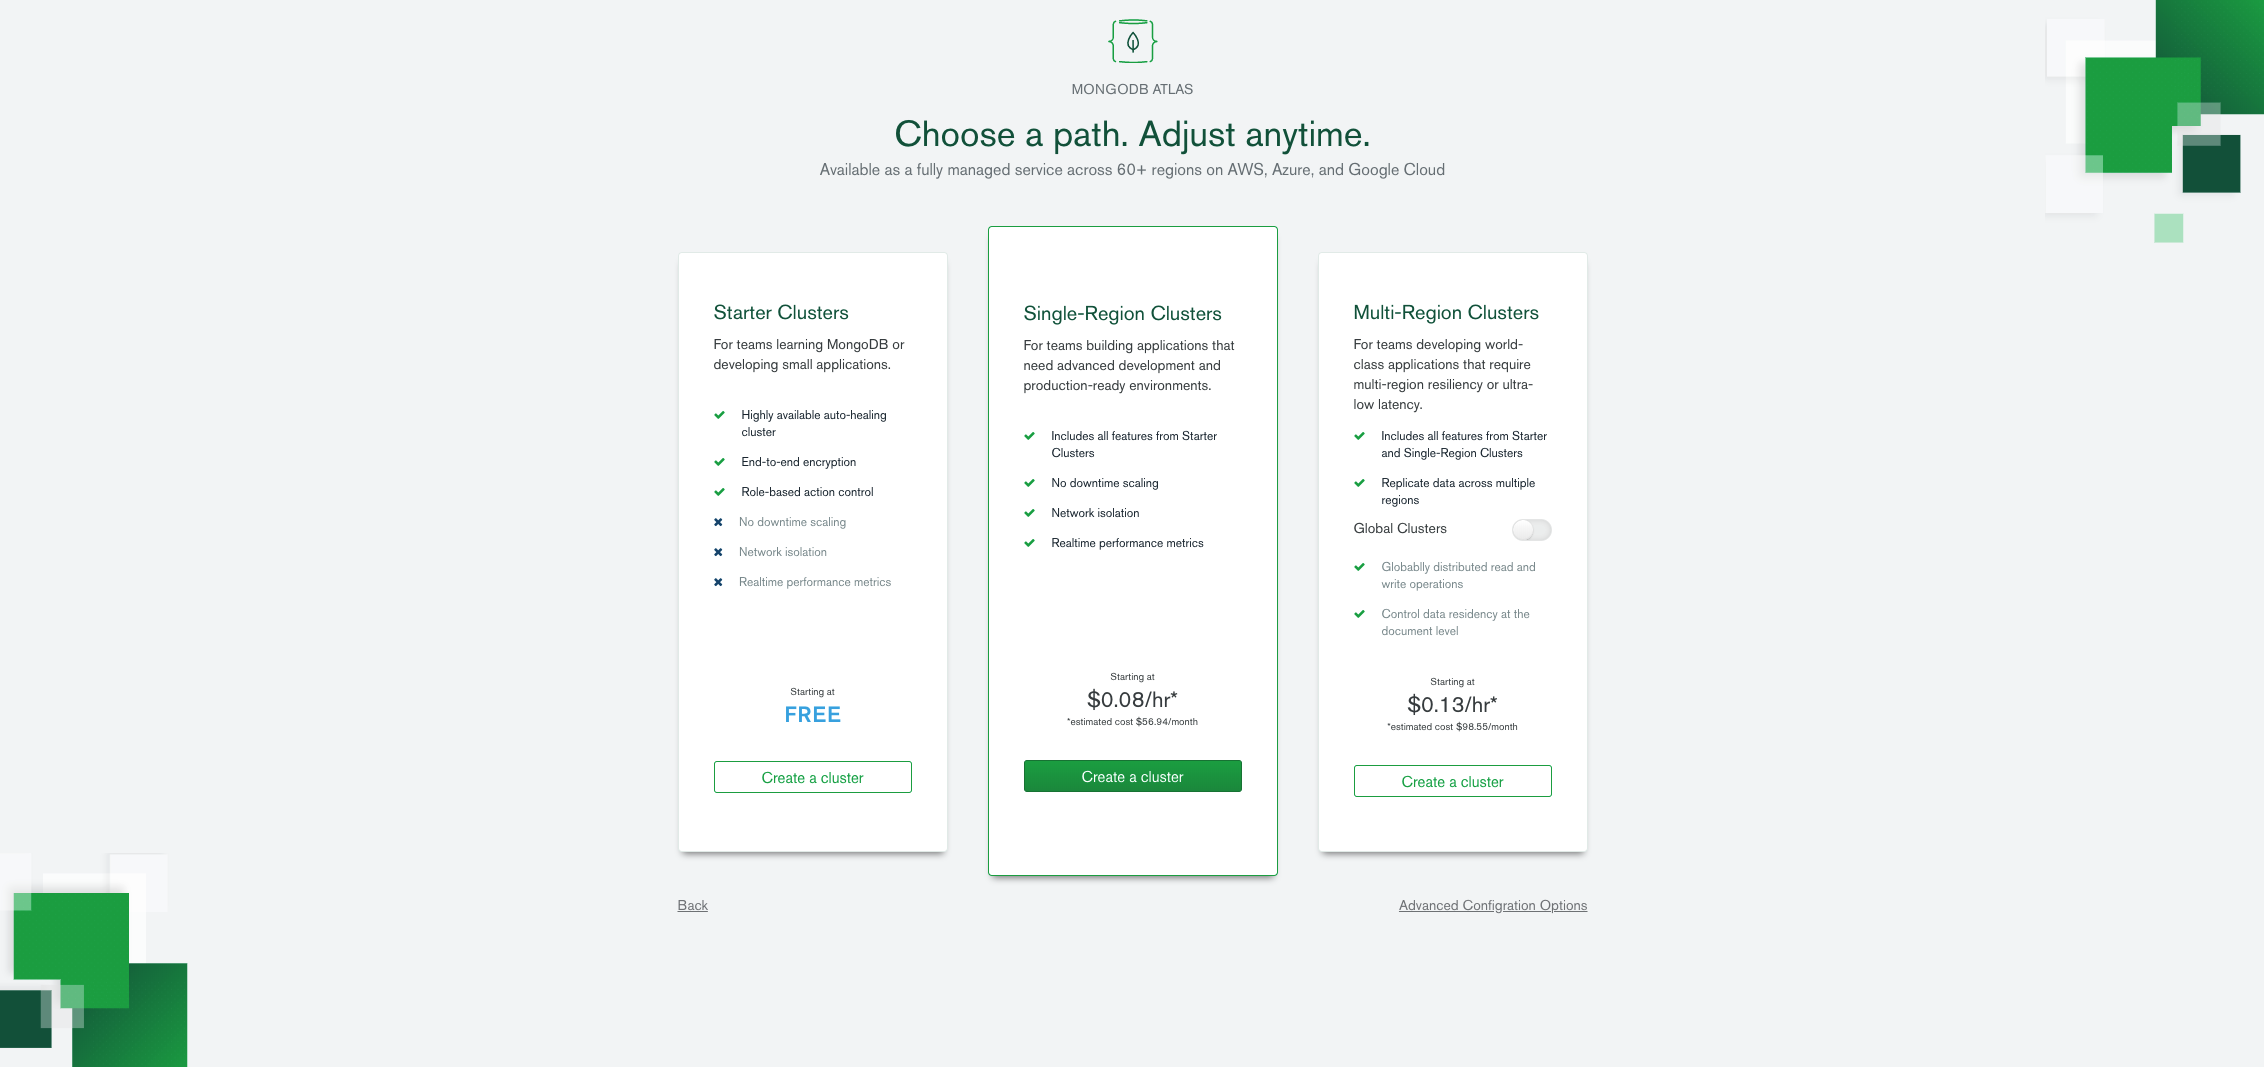 MONGODB ATLAS
Choose a path. Adjust anytime.
Available as a fully managed service across 60+ regions on AWS, Azure, and Google Cloud
Starter Clusters
For teams learning MongoDB or
developing small applications.
Highly available auto-healing
cluster
End-to-end encryption
Role-based action control
No downtime scaling
Network isolation
Realtime performance metrics
Starting at
FREE
Create a cluster
Single-Region Clusters
For teams building applications that
need advanced development and
production-ready environments.
Includes all features from Starter
Clusters
No downtime scaling
Network isolation
Realtime performance metrics
Starting at
$0.08/hr*
*estimated cost $56.94/month
Create a cluster
Multi-Region Clusters
For teams developing world-
class applications that require
multi-region resiliency or ultra-
low latency.
Includes all features from Starter
and Single-Region Clusters
Replicate data across multiple
regions
Global Clusters
Globablly distributed read and
write operations
Control data residency at the
document level
Starting at
$0.13/hr*
*estimated cost $98.55/month
Create a cluster
Back
Advanced Configration Options